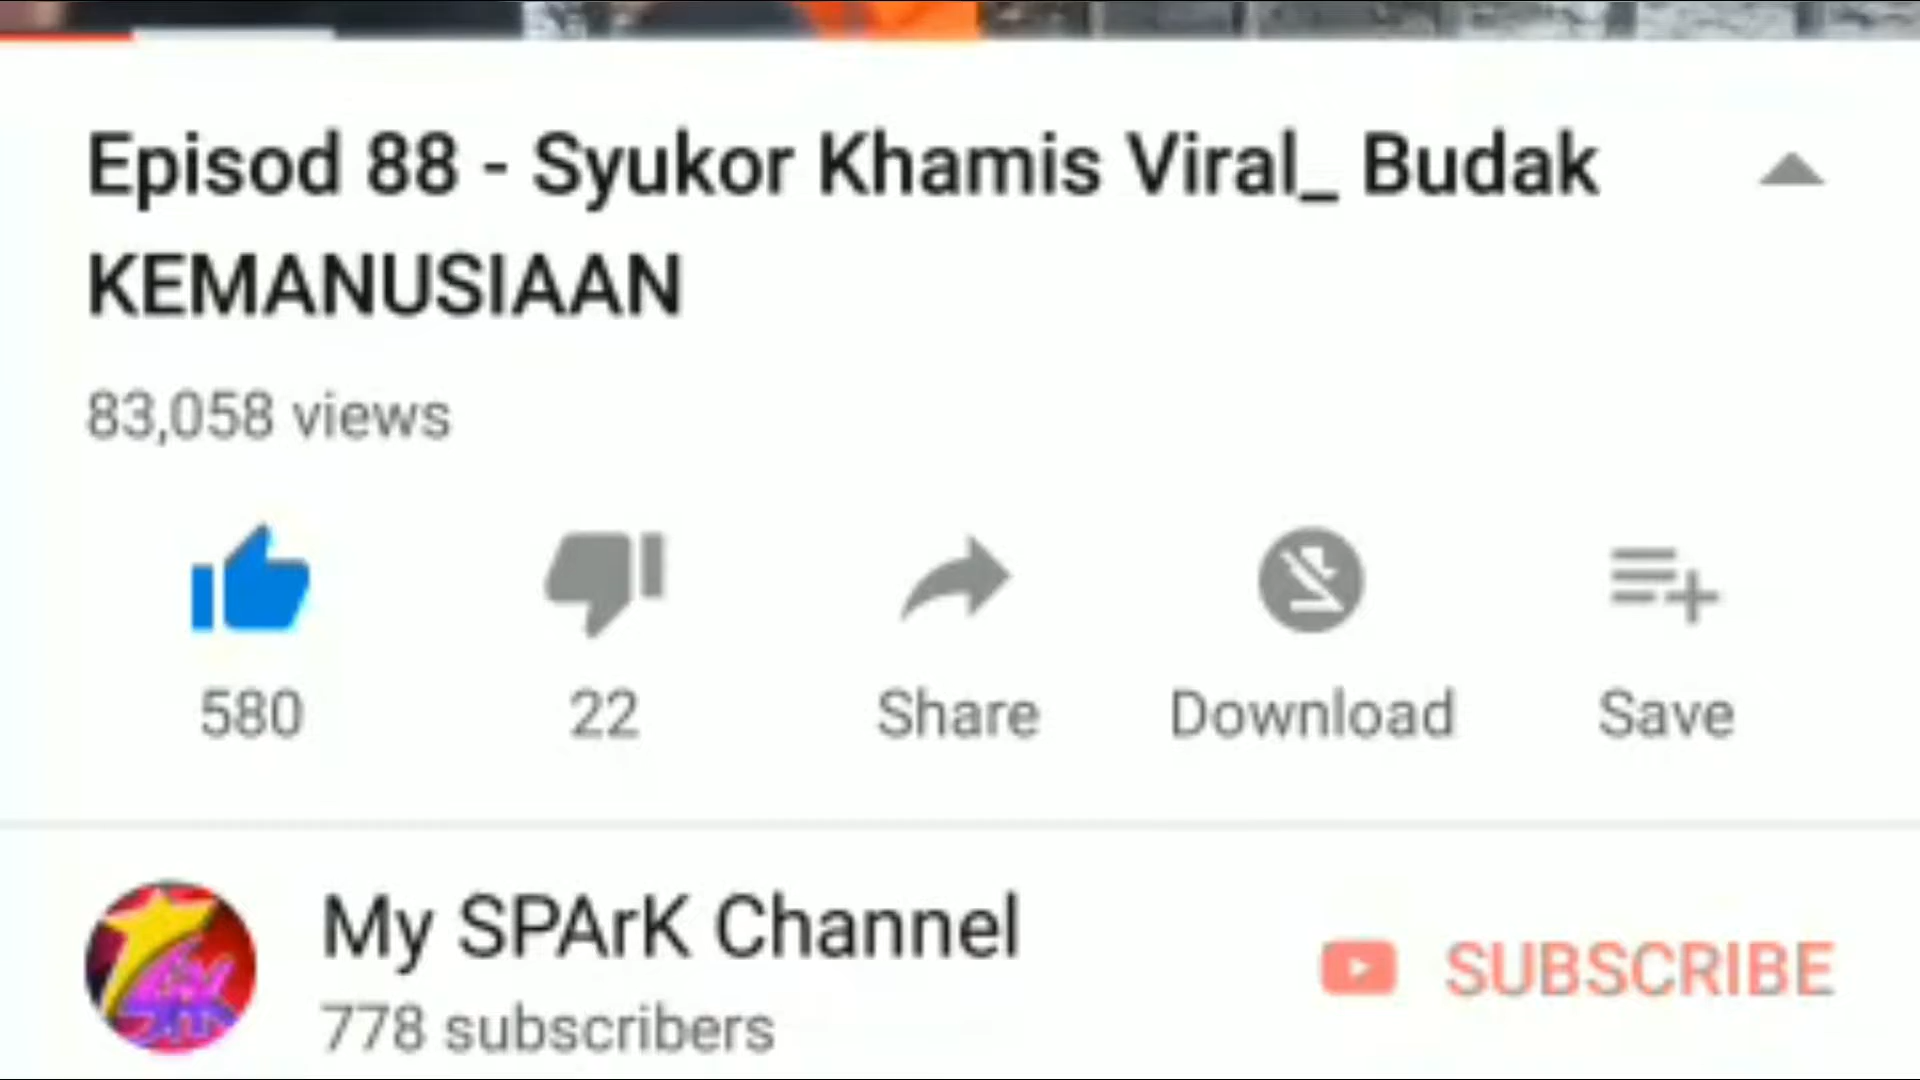 Episod 88 - Syukor Khamis Viral_ Budak
KEMANUSIAAN
83,058 views
580
22
Share
Download
Save
My SPArK Channel
778 subscribers
SUBSCRIBE